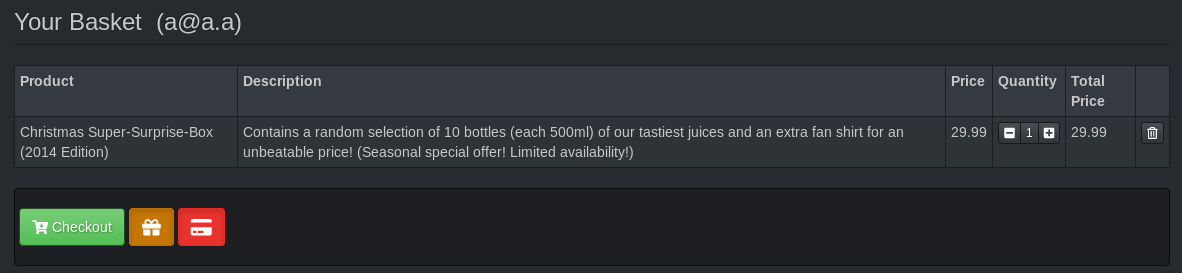 Your Basket (a@a.a)
Product Description Price Quantity Total Price
Christmas Super-Surprise-Box (2014 Edition) Contains a random selection of 10 bottles (each 500ml) of our tastiest juices and an extra fan shirt for an unbeatable price! (Seasonal special offer! Limited availability!) 29.99 1 29.99
Checkout